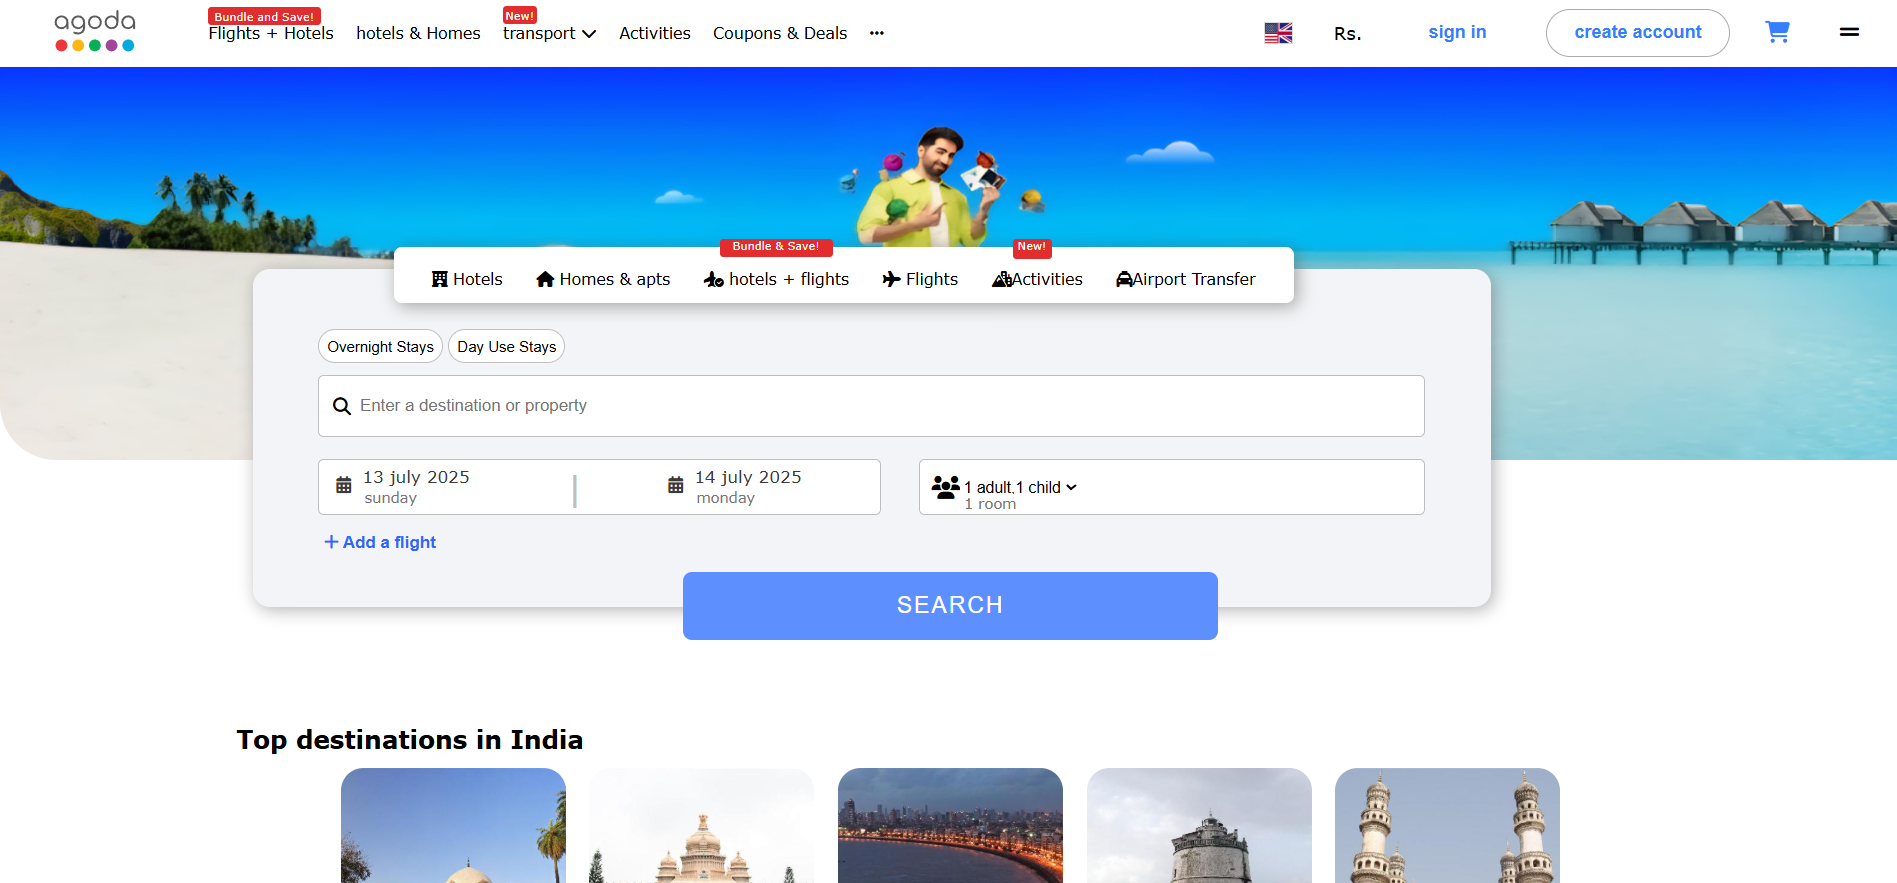 agoda
Bundle and Save!
Flights + Hotels
hotels & Homes
New!
transport
Activities
Coupons & Deals
Rs.
sign in
create account
Bundle & Save!
New!
Hotels
Homes & apts
hotels + flights
Flights
Activities
Airport Transfer
Overnight Stays
Day Use Stays
Enter a destination or property
13 july 2025
sunday
|
14 july 2025
monday
1 adult,1 child
1 room
+ Add a flight
SEARCH
Top destinations in India